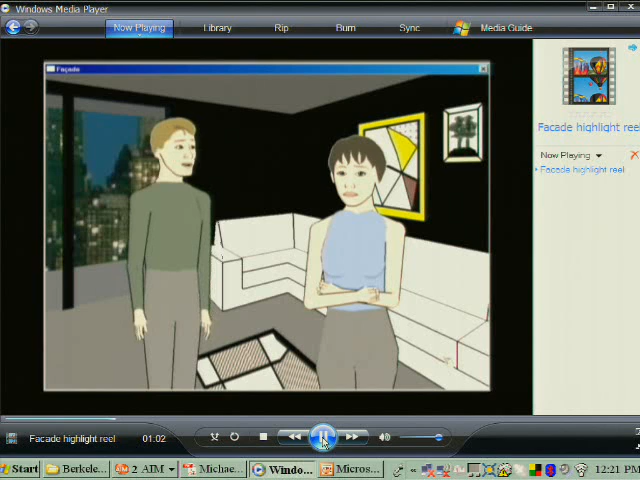 Windows Media Player
Now Playing
Library
Rip
Burn
Sync
Media Guide
Façade
Facade highlight reel
Now Playing
Facade highlight reel
Facade highlight reel
01:02
Start
Berkele...
2 AIM
Michae...
Windo...
Micros...
«
12:21 PM